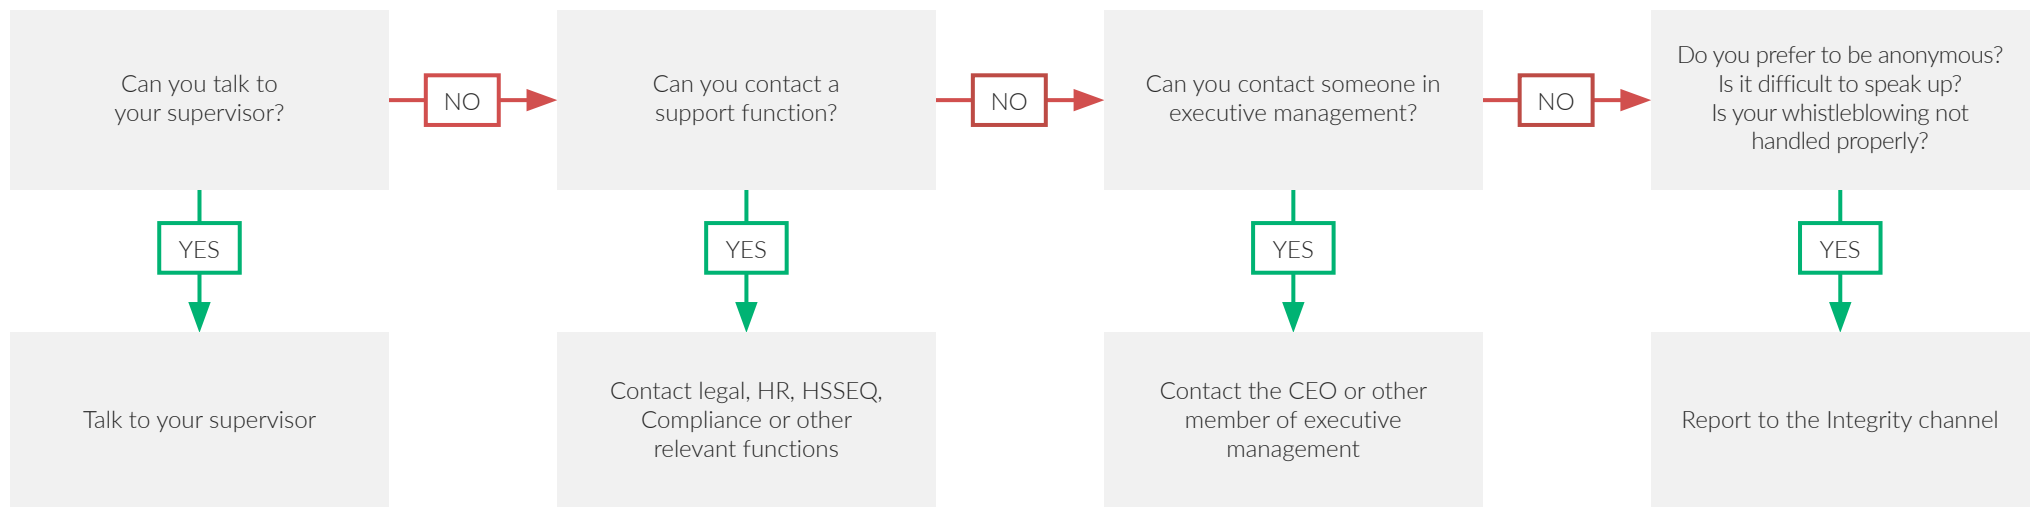 Can you talk to
your supervisor?
NO
Can you contact a
support function?
NO
Can you contact someone in
executive management?
NO
Do you prefer to be anonymous?
Is it difficult to speak up?
Is your whistleblowing not
handled properly?
YES
YES
YES
YES
Talk to your supervisor
Contact legal, HR, HSSEQ,
Compliance or other
relevant functions
Contact the CEO or other
member of executive
management
Report to the Integrity channel